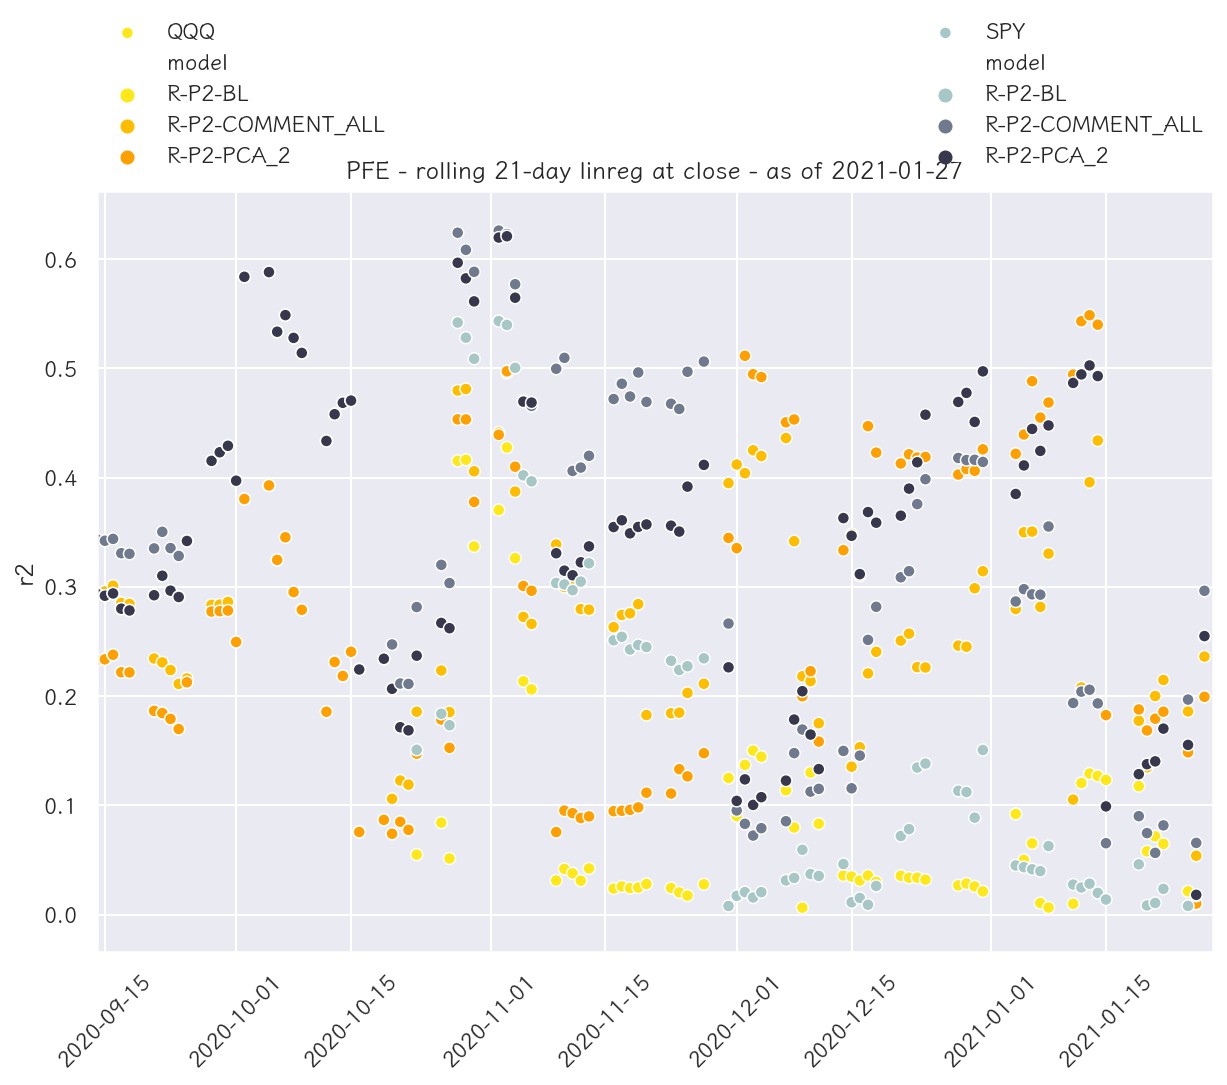 QQQ
model
R-P2-BL
R-P2-COMMENT_ALL
R-P2-PCA_2
SPY
model
R-P2-BL
R-P2-COMMENT_ALL
R-P2-PCA_2
PFE - rolling 21-day linreg at close - as of 2021-01-27
r2
0.6
0.5
0.4
0.3
0.2
0.1
0.0
2020-09-15
2020-10-01
2020-10-15
2020-11-01
2020-11-15
2020-12-01
2020-12-15
2021-01-01
2021-01-15